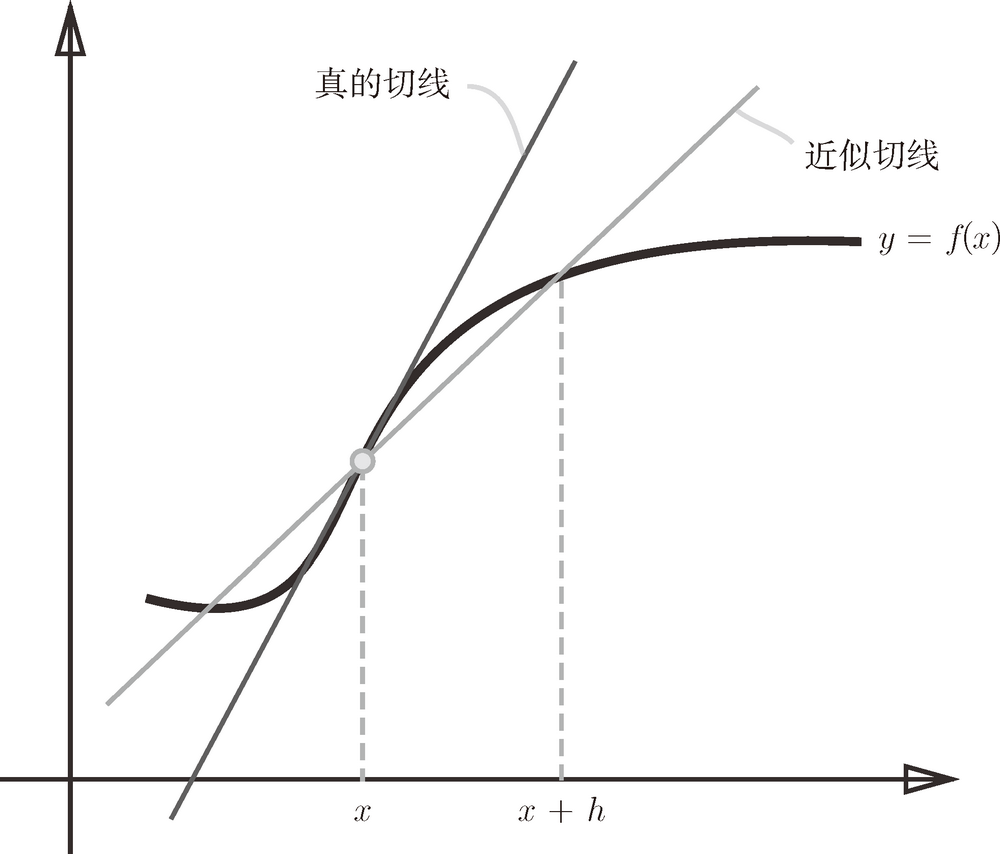 真的切线
近似切线
y = f(x)
x
x + h